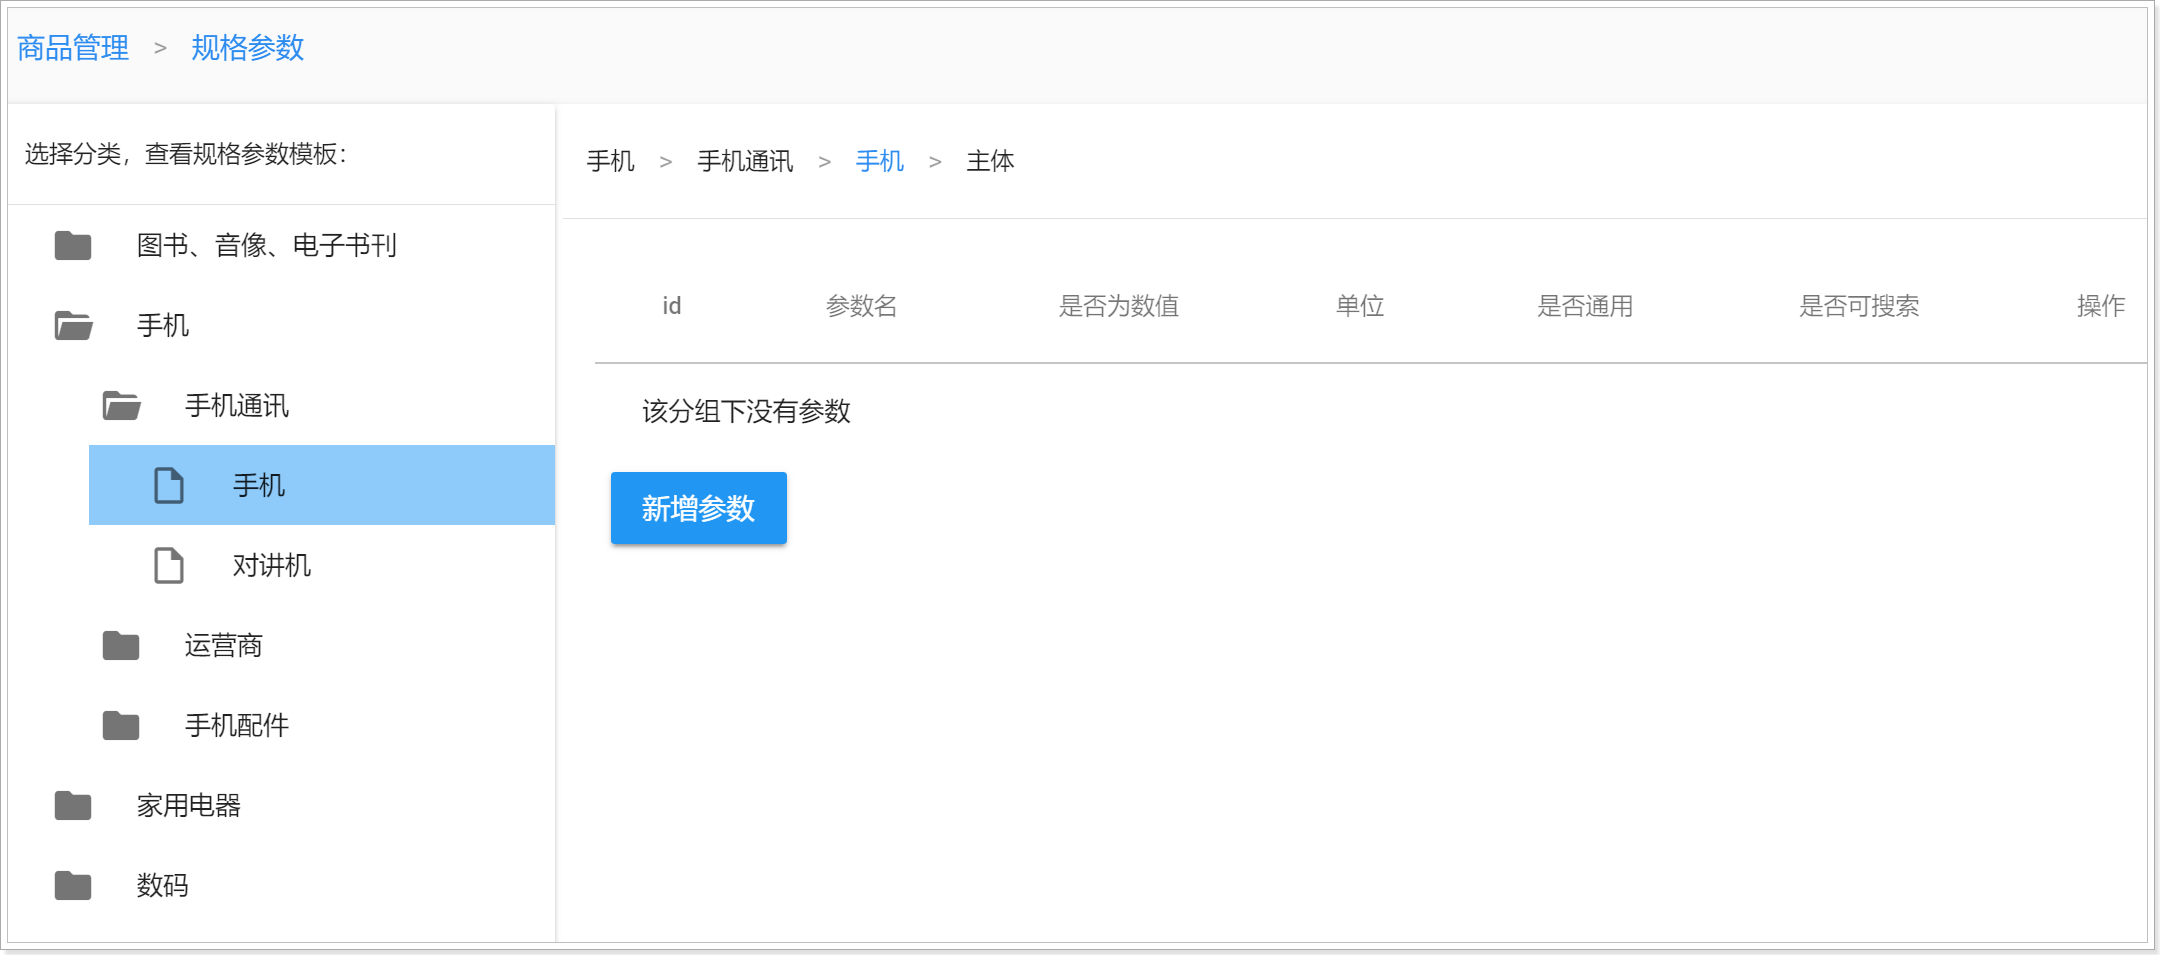 商品管理 > 规格参数
选择分类，查看规格参数模板：
图书、音像、电子书刊
手机
手机通讯
手机
对讲机
运营商
手机配件
家用电器
数码
手机 > 手机通讯 > 手机 > 主体
id 参数名 是否为数值 单位 是否通用 是否可搜索 操作
该分组下没有参数
新增参数